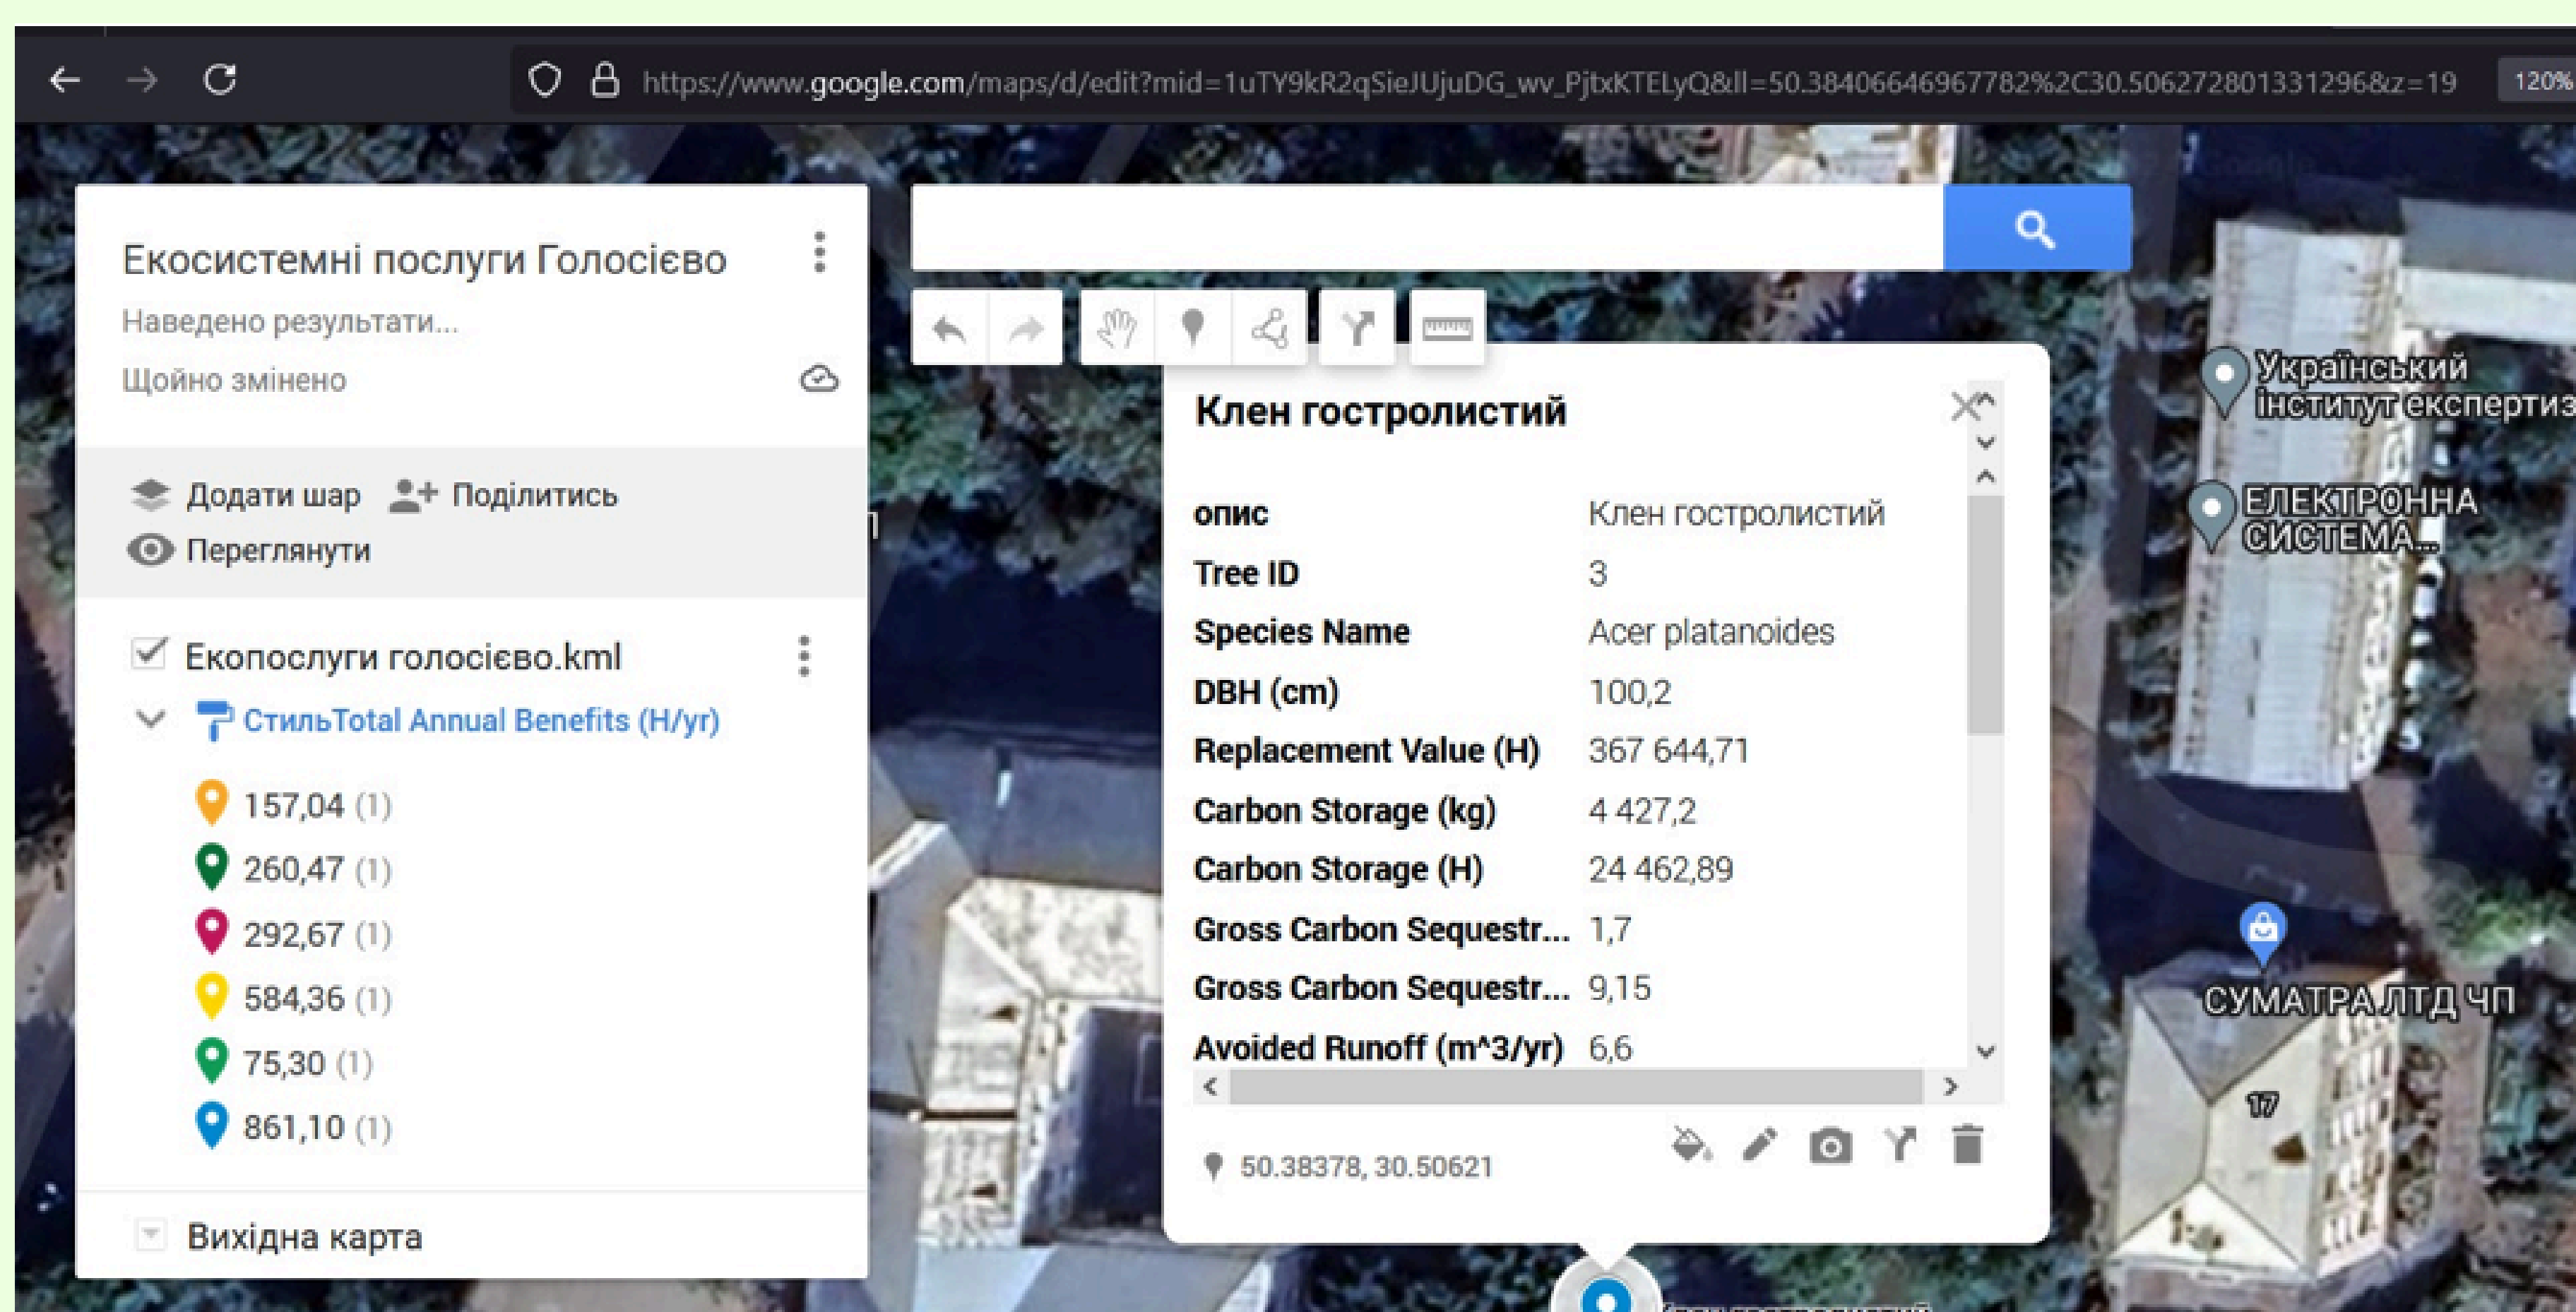 https://www.google.com/maps/d/edit?mid=1uTY9kR2qSieJUjuDG_wv_PjtxKTELyQ&ll=50.38406646967782%2C30.506272801331296&z=19
120%
Екосистемні послуги Голосієво
Наведено результати...
Щойно змінено
Додати шар
Поділитись
Переглянути
Екопослуги голосієво.kml
СтильTotal Annual Benefits (H/yr)
157,04 (1)
260,47 (1)
292,67 (1)
584,36 (1)
75,30 (1)
861,10 (1)
Вихідна карта
Клен гостролистий
опис Клен гостролистий
Tree ID 3
Species Name Acer platanoides
DBH (cm) 100,2
Replacement Value (H) 367 644,71
Carbon Storage (kg) 4 427,2
Carbon Storage (H) 24 462,89
Gross Carbon Sequestr... 1,7
Gross Carbon Sequestr... 9,15
Avoided Runoff (m^3/yr) 6,6
50.38378, 30.50621
Український
інститут експертиз
ЕЛЕКТРОННА
СИСТЕМА...
СУМАТРА ЛТД ЧП
17